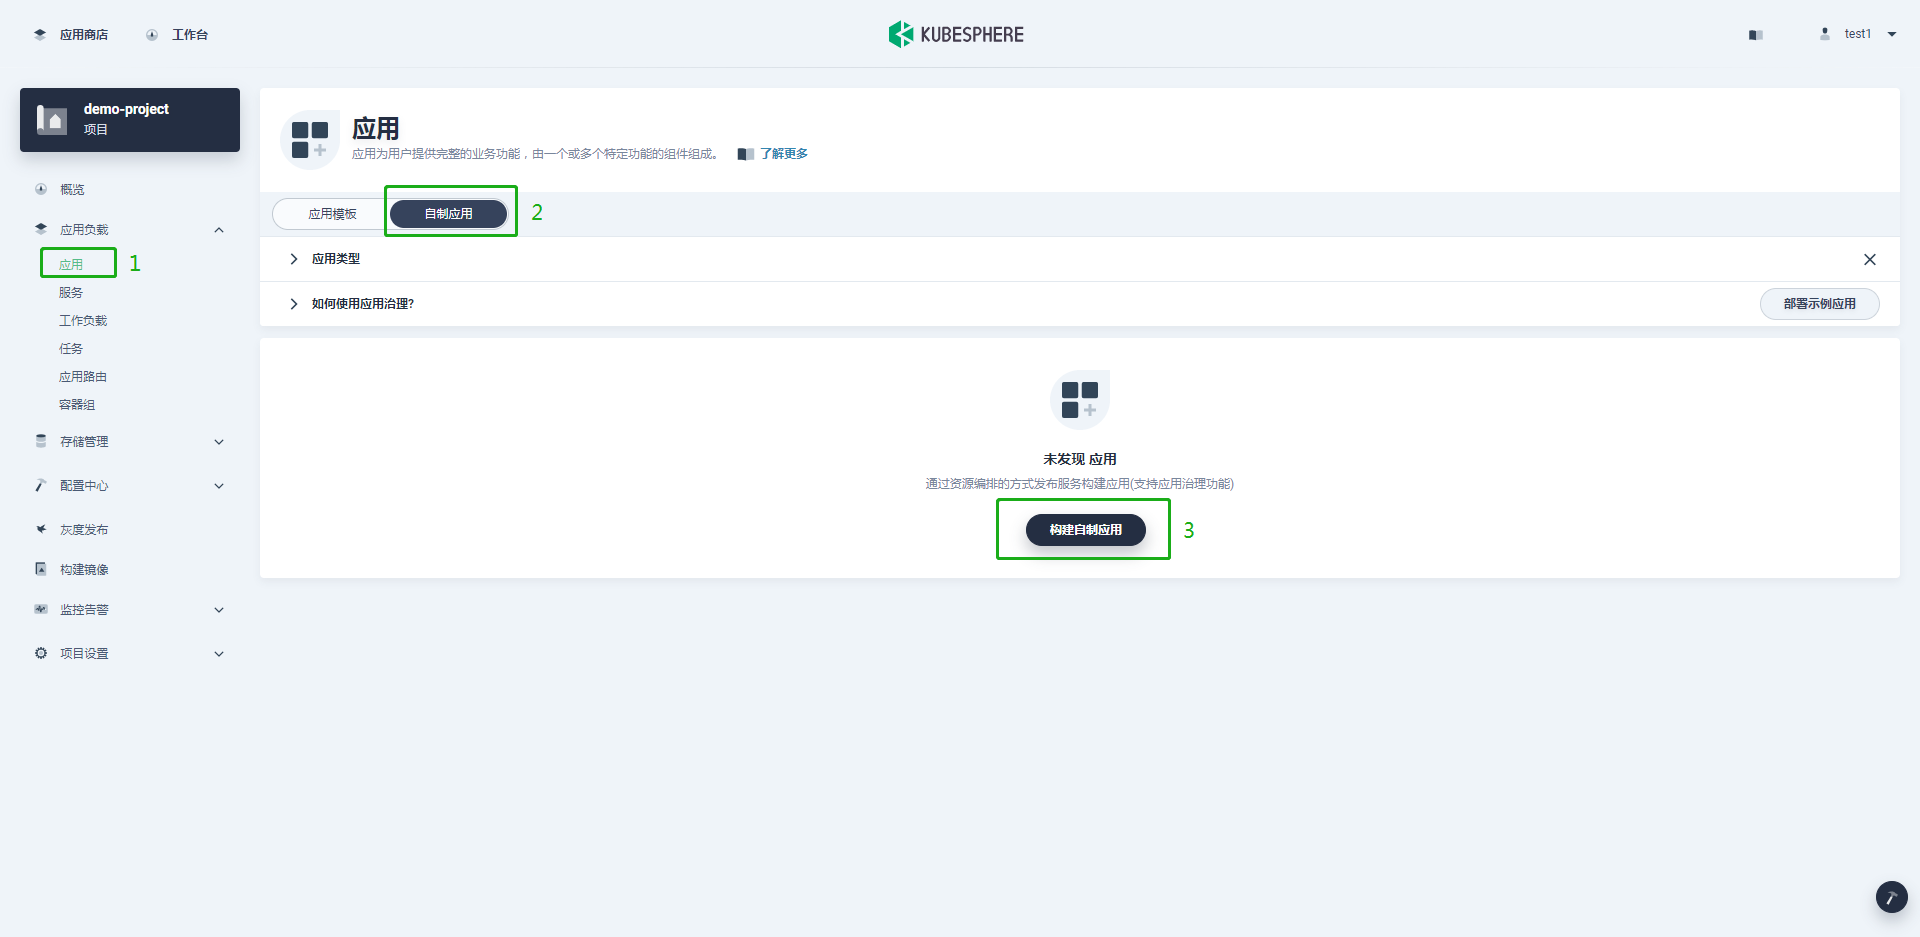 应用商店
工作台
KUBESPHERE
test1
demo-project
项目
概览
应用负载
应用
1
服务
工作负载
任务
应用路由
容器组
存储管理
配置中心
灰度发布
构建镜像
监控告警
项目设置
应用
应用为用户提供完整的业务功能，由一个或多个特定功能的组件组成。
了解更多
应用模板
自制应用
2
应用类型
如何使用应用治理?
部署示例应用
未发现 应用
通过资源编排的方式发布服务构建应用(支持应用治理功能)
构建自制应用
3